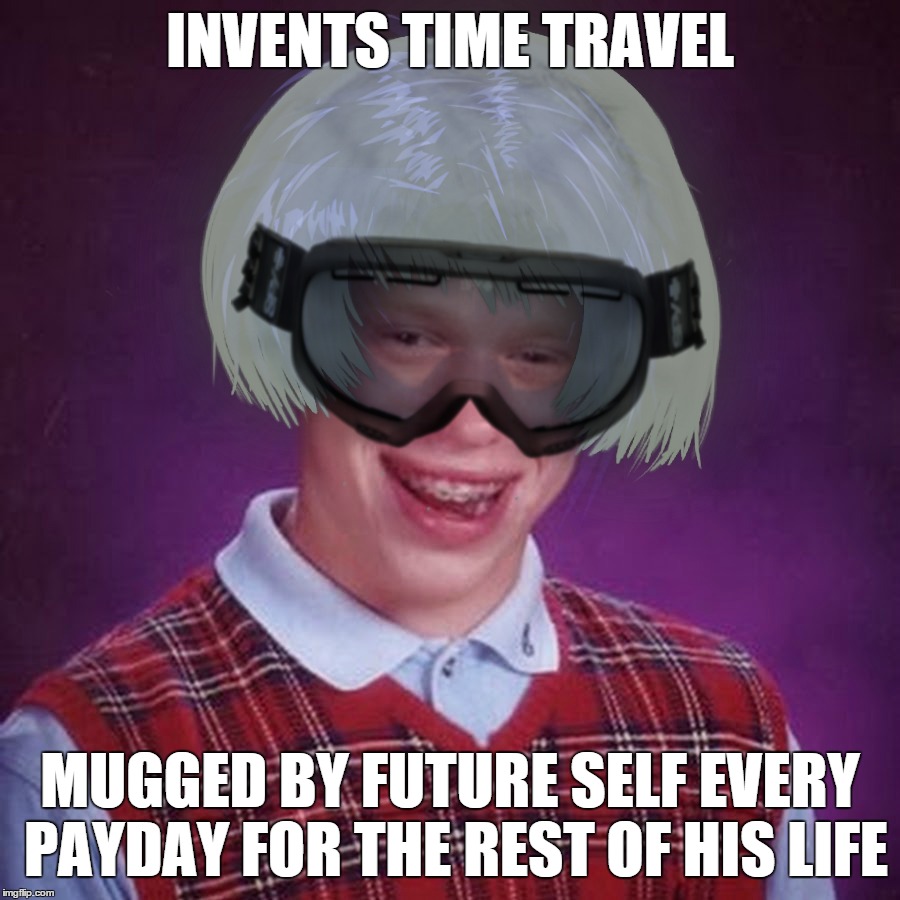 INVENTS TIME TRAVEL
MUGGED BY FUTURE SELF EVERY
PAYDAY FOR THE REST OF HIS LIFE
imgflip.com